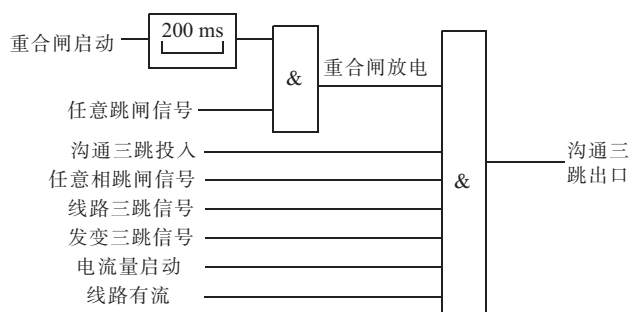 重合闸启动
200 ms
&
重合闸放电
任意跳闸信号
沟通三跳投入
任意相跳闸信号
线路三跳信号
发变三跳信号
电流量启动
线路有流
&
沟通三
跳出口